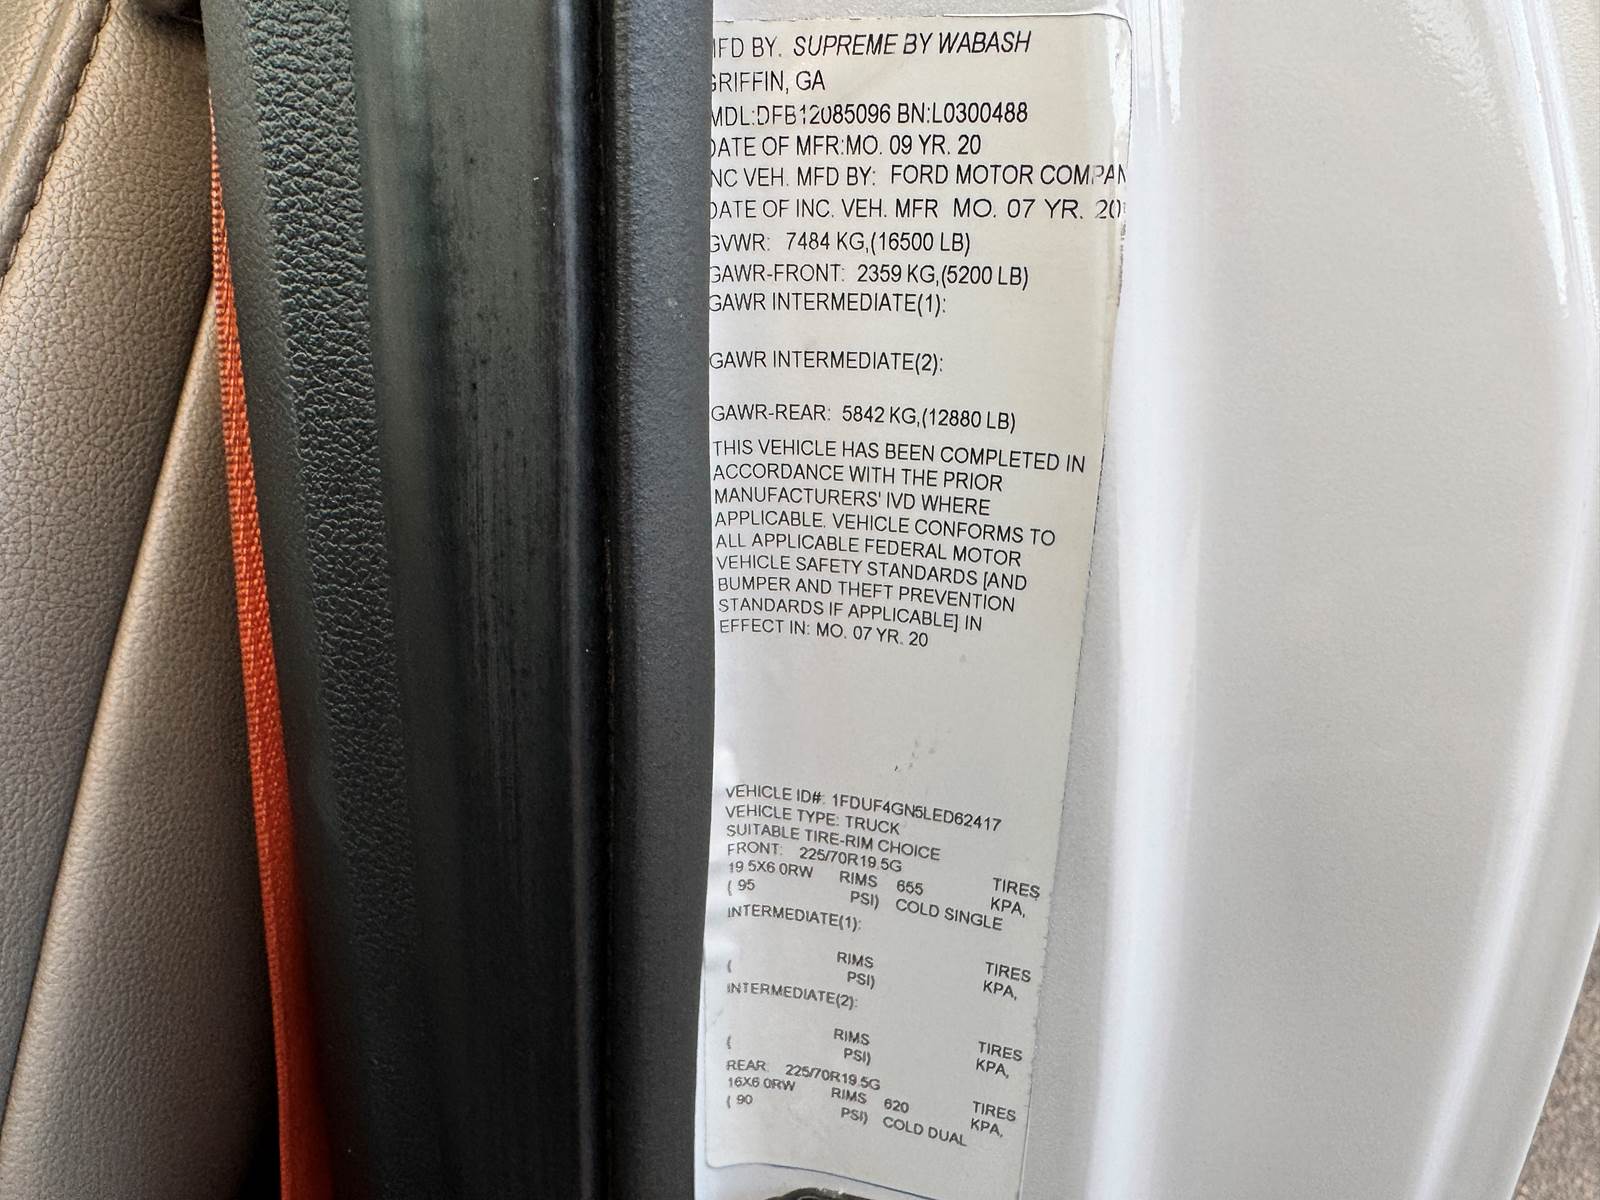 MFD BY. SUPREME BY WABASH
GRIFFIN, GA
MDL:DFB12085096 BN:L0300488
DATE OF MFR:MO. 09 YR. 20
INC VEH. MFD BY: FORD MOTOR COMPAN
DATE OF INC. VEH. MFR MO. 07 YR. 20
GVWR: 7484 KG,(16500 LB)
GAWR-FRONT: 2359 KG,(5200 LB)
GAWR INTERMEDIATE(1):
GAWR INTERMEDIATE(2):
GAWR-REAR: 5842 KG,(12880 LB)
THIS VEHICLE HAS BEEN COMPLETED IN
ACCORDANCE WITH THE PRIOR
MANUFACTURERS' IVD WHERE
APPLICABLE. VEHICLE CONFORMS TO
ALL APPLICABLE FEDERAL MOTOR
VEHICLE SAFETY STANDARDS [AND
BUMPER AND THEFT PREVENTION
STANDARDS IF APPLICABLE] IN
EFFECT IN: MO. 07 YR. 20
VEHICLE ID#: 1FDUF4GN5LED62417
VEHICLE TYPE: TRUCK
SUITABLE TIRE-RIM CHOICE
FRONT: 225/70R19.5G TIRES
19.5X6.0RW RIMS 655 KPA,
( 95 PSI) COLD SINGLE
INTERMEDIATE(1):
TIRES
RIMS KPA,
( PSI)
INTERMEDIATE(2):
TIRES
RIMS KPA,
( PSI)
REAR: 225/70R19.5G TIRES
16X6.0RW RIMS 620 KPA,
( 90 PSI) COLD DUAL